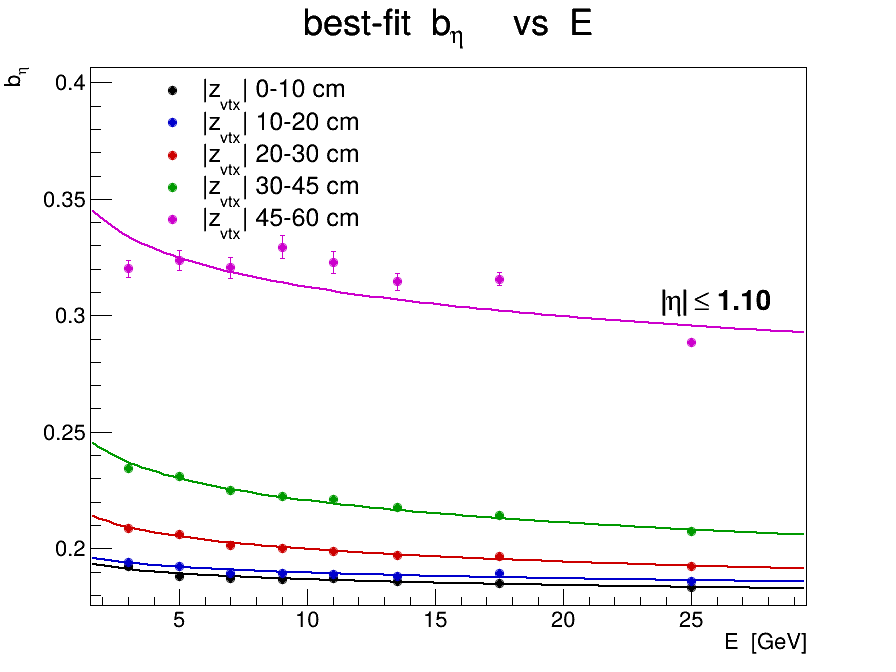 best-fit b_η vs E
b_η
0.4
|z_vtx| 0-10 cm
|z_vtx| 10-20 cm
|z_vtx| 20-30 cm
|z_vtx| 30-45 cm
|z_vtx| 45-60 cm
0.35
|η| ≤ 1.10
0.3
0.25
0.2
5 10 15 20 25
E [GeV]